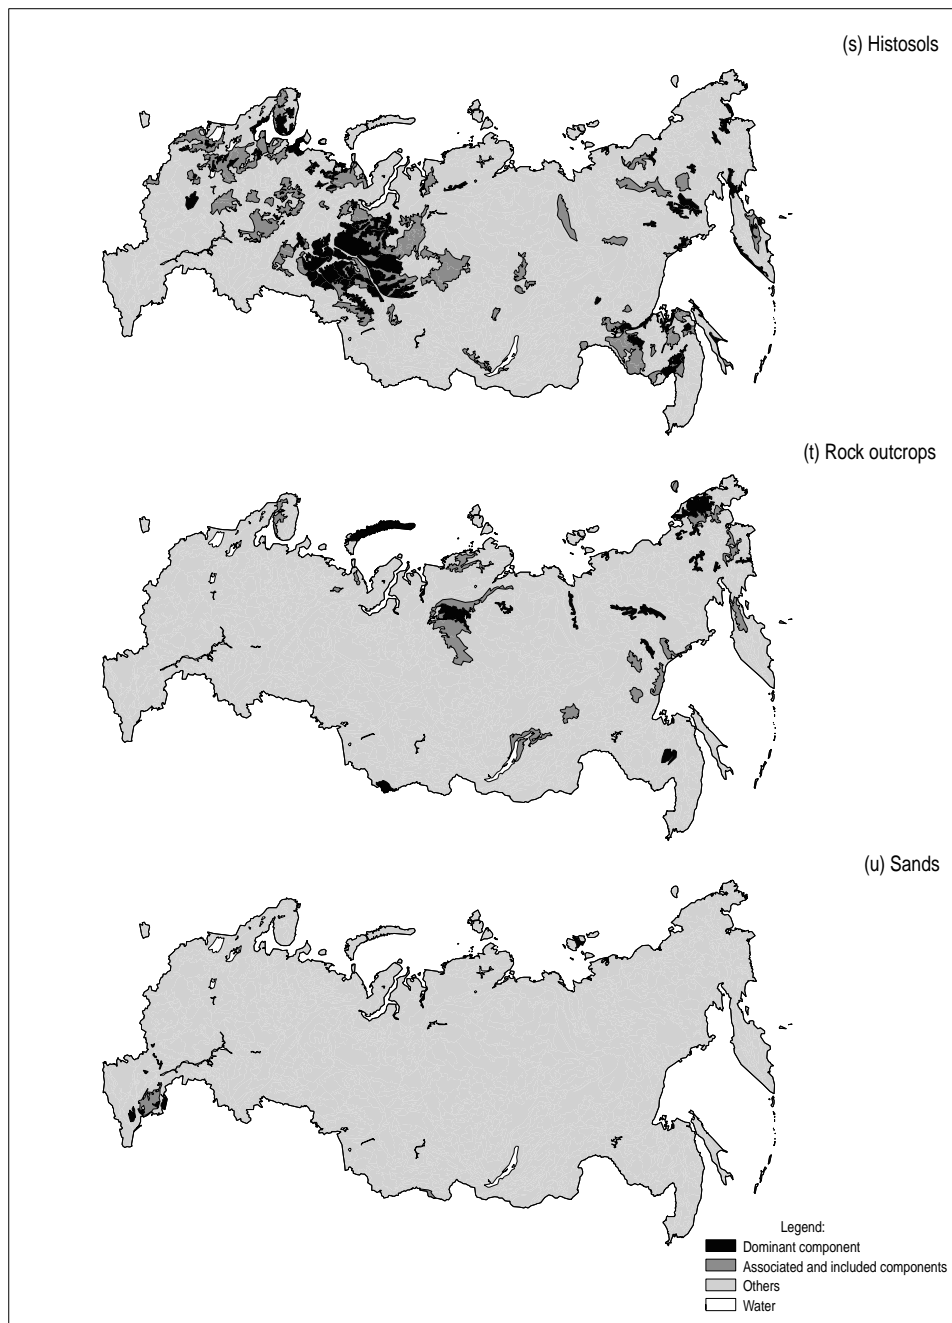 (s) Histosols
(t) Rock outcrops
(u) Sands
Legend:
Dominant component
Associated and included components
Others
Water